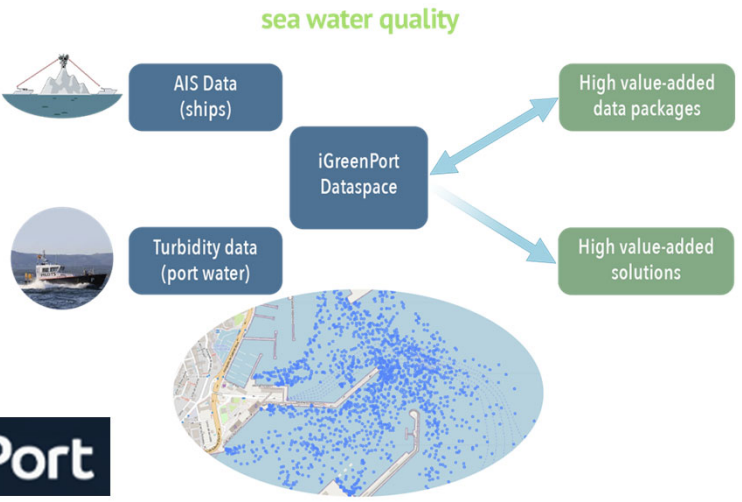 sea water quality
AIS Data
(ships)
High value-added
data packages
iGreenPort
Dataspace
Turbidity data
(port water)
High value-added
solutions
Port